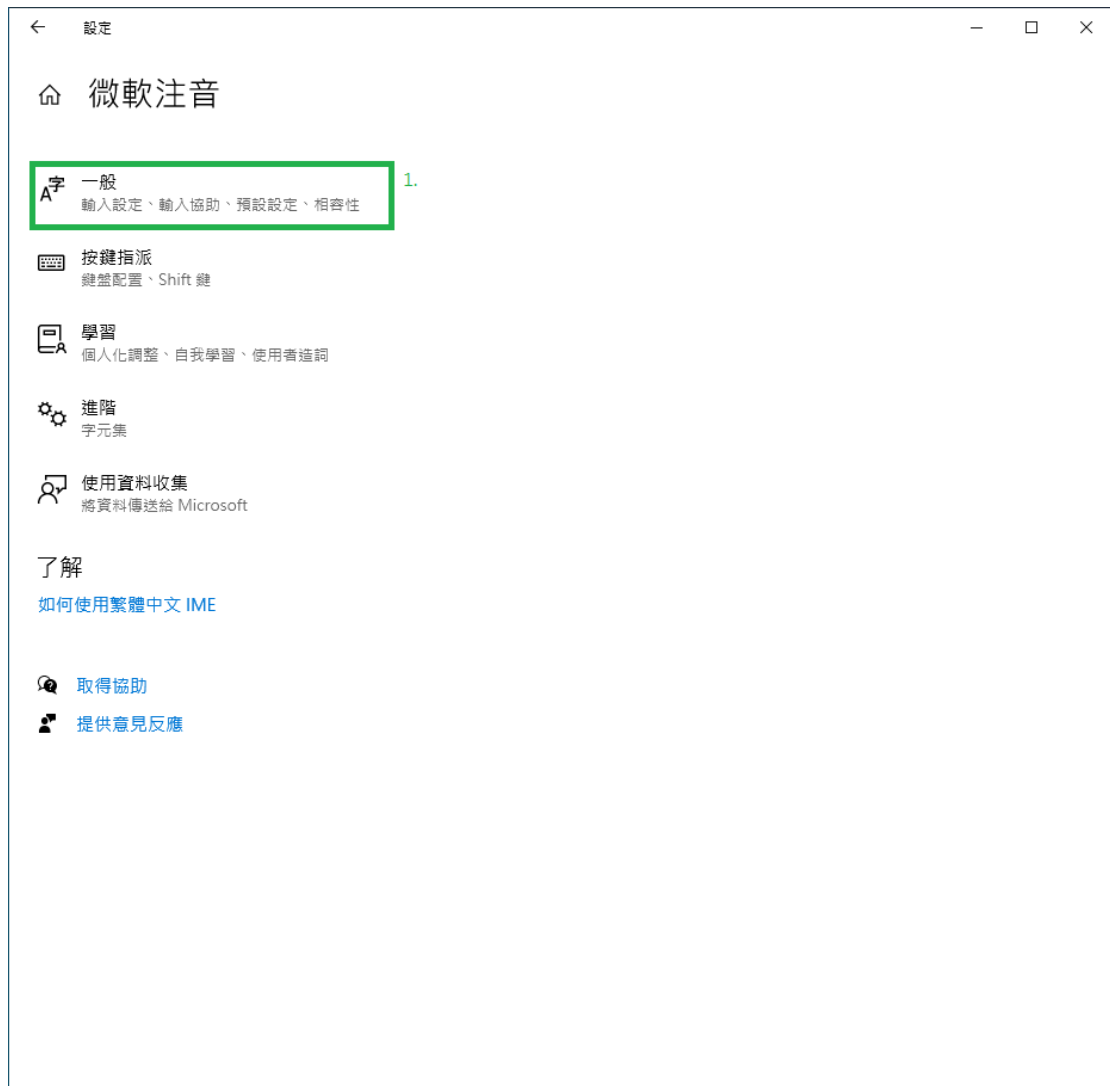 設定
微軟注音
一般
1.
輸入設定、輸入協助、預設設定、相容性
按鍵指派
鍵盤配置、Shift 鍵
學習
個人化調整、自我學習、使用者造詞
進階
字元集
使用資料收集
將資料傳送給 Microsoft
了解
如何使用繁體中文 IME
取得協助
提供意見反應